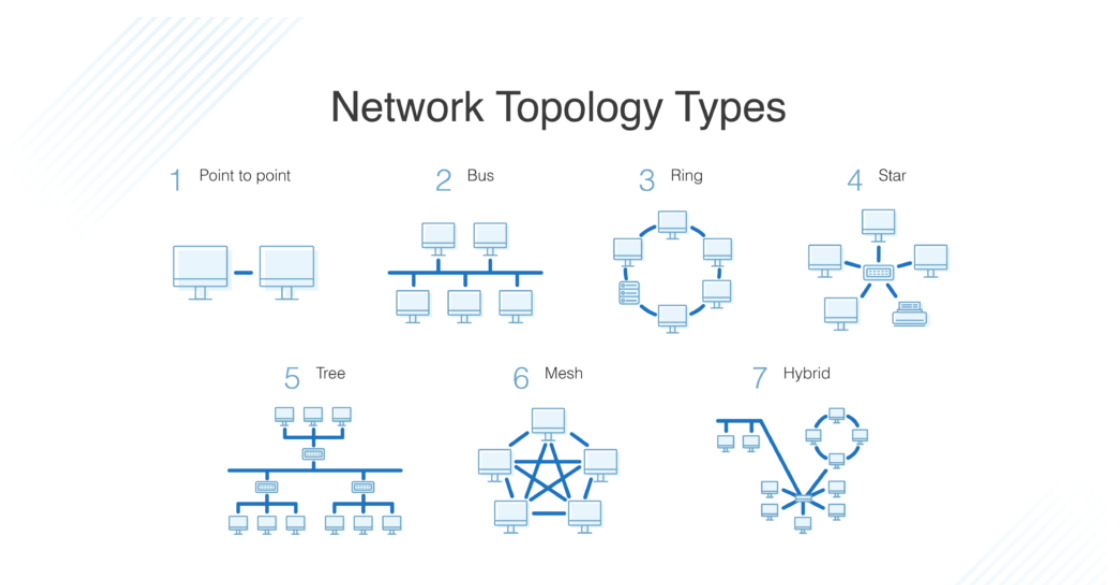 Network Topology Types
1 Point to point
2 Bus
3 Ring
4 Star
5 Tree
6 Mesh
7 Hybrid